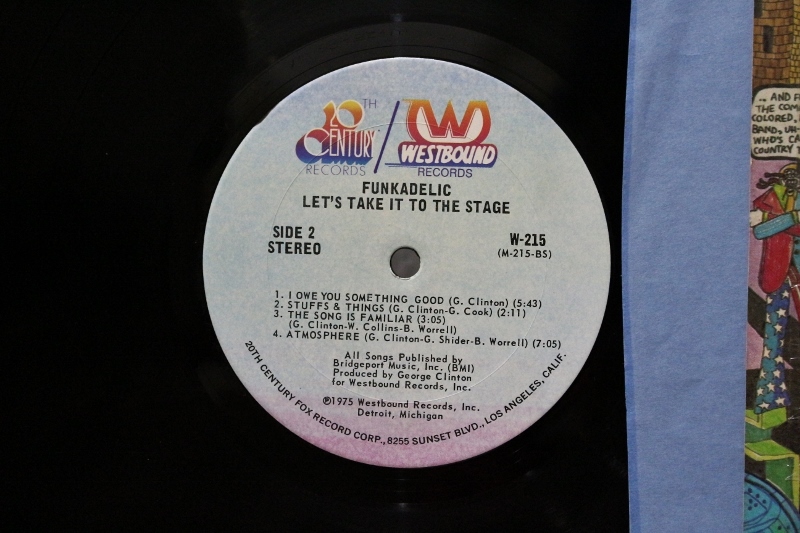 20TH CENTURY RECORDS
WESTBOUND RECORDS
FUNKADELIC
LET'S TAKE IT TO THE STAGE
SIDE 2
STEREO
W-215
(M-215-BS)
1. I OWE YOU SOMETHING GOOD (G. Clinton) (5:43)
2. STUFFS & THINGS (G. Clinton-G. Cook) (2:11)
3. THE SONG IS FAMILIAR (3:05)
(G. Clinton-W. Collins-B. Worrell)
4. ATMOSPHERE (G. Clinton-G. Shider-B. Worrell) (7:05)
All Songs Published by
Bridgeport Music, Inc. (BMI)
Produced by George Clinton
for Westbound Records, Inc.
℗1975 Westbound Records, Inc.
Detroit, Michigan
20TH CENTURY FOX RECORD CORP., 8255 SUNSET BLVD., LOS ANGELES, CALIF.
... AND
THE
COLORED,
BAND, UH-
WHO'S
COUNTRY